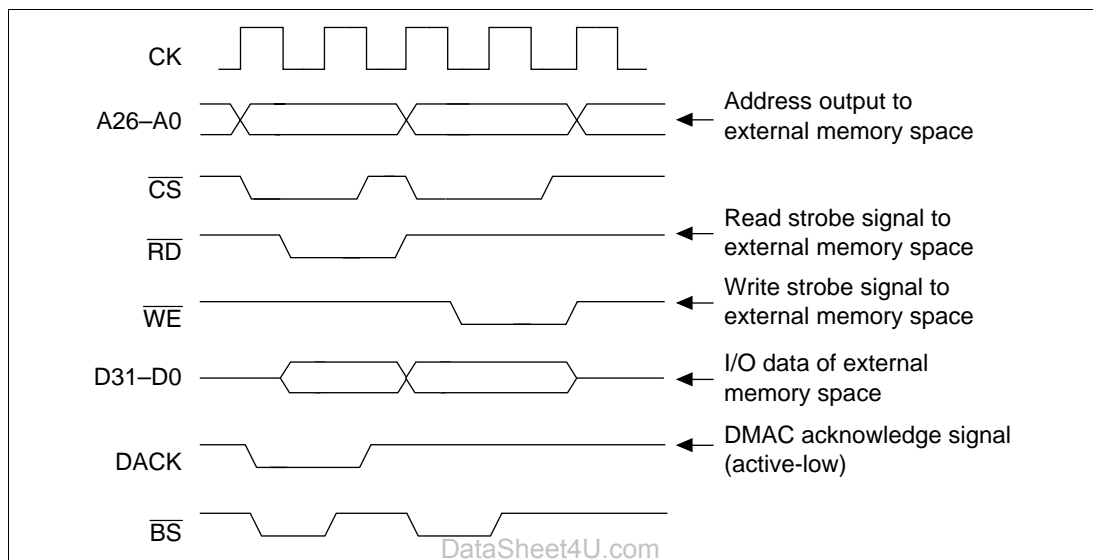 CK
A26–A0
Address output to
external memory space
CS
RD
Read strobe signal to
external memory space
WE
Write strobe signal to
external memory space
D31–D0
I/O data of external
memory space
DACK
DMAC acknowledge signal
(active-low)
BS
DataSheet4U.com